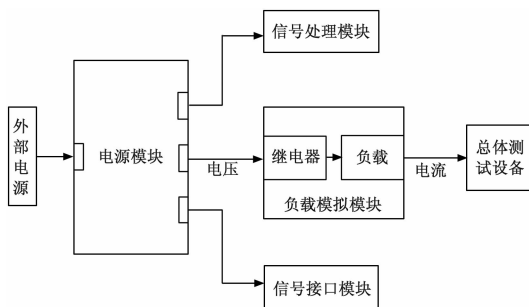 信号处理模块
外
部
电
源
电源模块
电压
继电器
负载
负载模拟模块
电流
总体测
试设备
信号接口模块